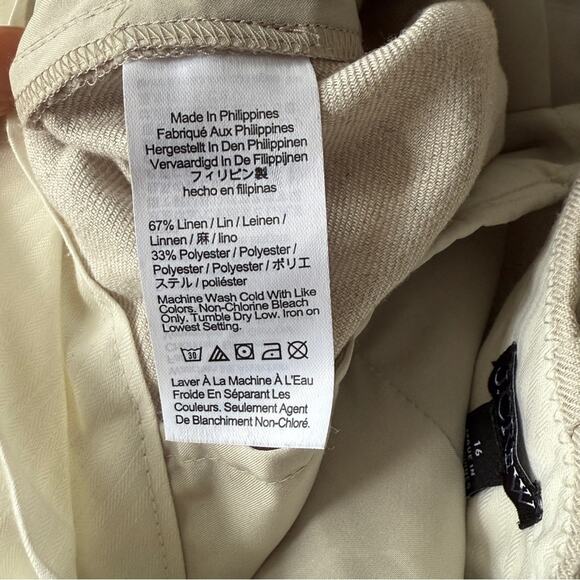 Made In Philippines
Fabriqué Aux Philippines
Hergestellt In Den Philippinen
Vervaardigd In De Filippijnen
フィリピン製
hecho en filipinas
67% Linen / Lin / Leinen /
Linnen / 麻 / lino
33% Polyester / Polyester /
Polyester / Polyester / ポリエ
ステル / poliéster
Machine Wash Cold With Like
Colors. Non-Chlorine Bleach
Only. Tumble Dry Low. Iron on
Lowest Setting.
30
Laver À La Machine À L'Eau
Froide En Séparant Les
Couleurs. Seulement Agent
De Blanchiment Non-Chloré.
16